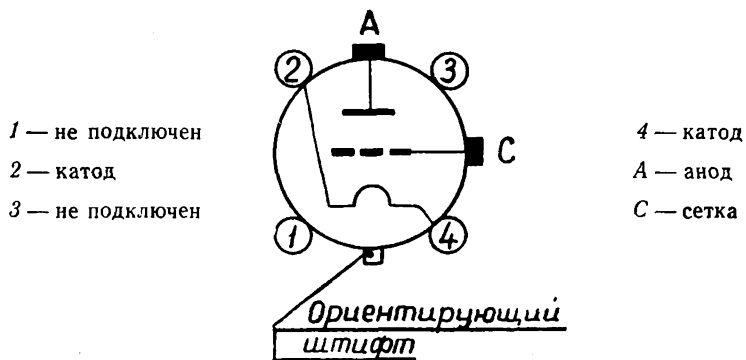 А
2
3
1 — не подключен
2 — катод
3 — не подключен
С
4 — катод
А — анод
С — сетка
1
4
Ориентирующий
штифт